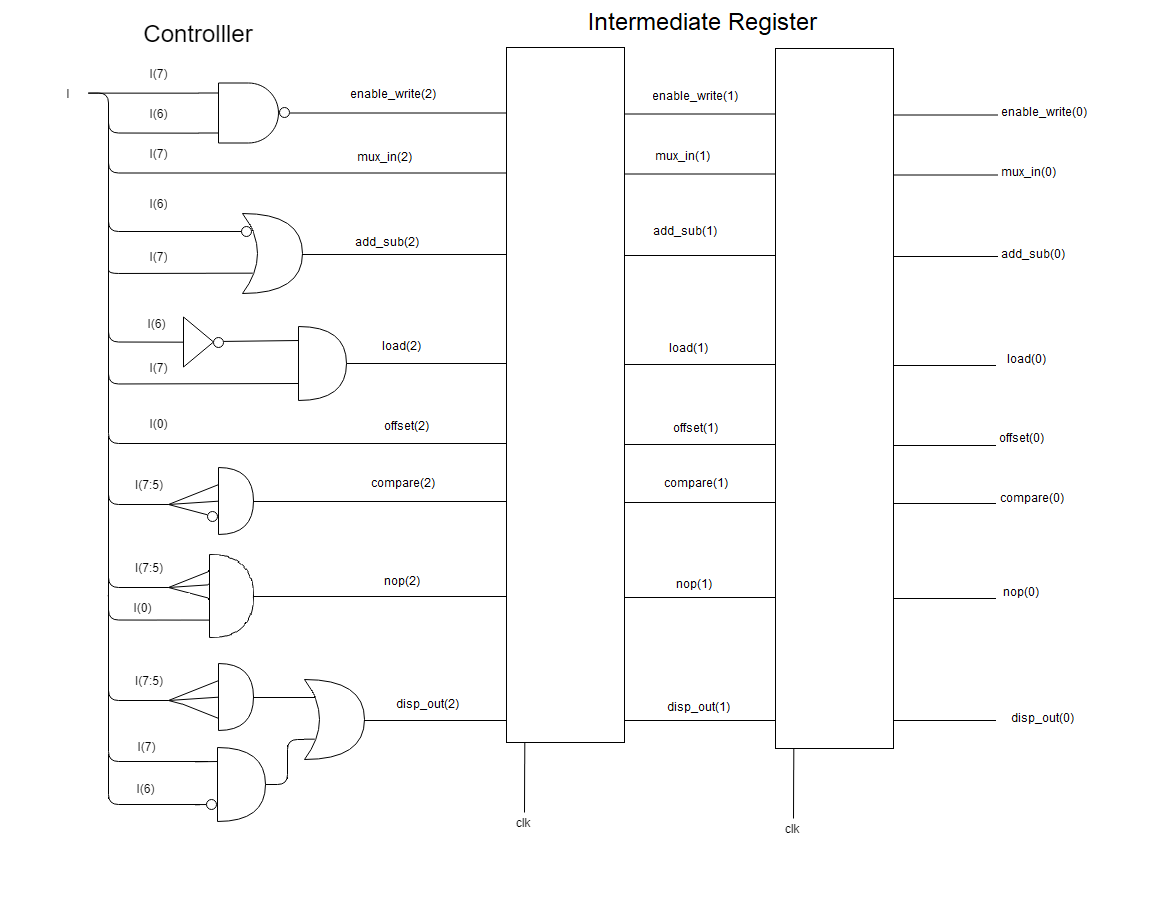 Controlller
Intermediate Register
I
I(7)
I(6)
enable_write(2)
enable_write(1)
enable_write(0)
I(7)
mux_in(2)
mux_in(1)
mux_in(0)
I(6)
I(7)
add_sub(2)
add_sub(1)
add_sub(0)
I(6)
I(7)
load(2)
load(1)
load(0)
I(0)
offset(2)
offset(1)
offset(0)
I(7:5)
compare(2)
compare(1)
compare(0)
I(7:5)
I(0)
nop(2)
nop(1)
nop(0)
I(7:5)
I(7)
I(6)
disp_out(2)
disp_out(1)
disp_out(0)
clk
clk